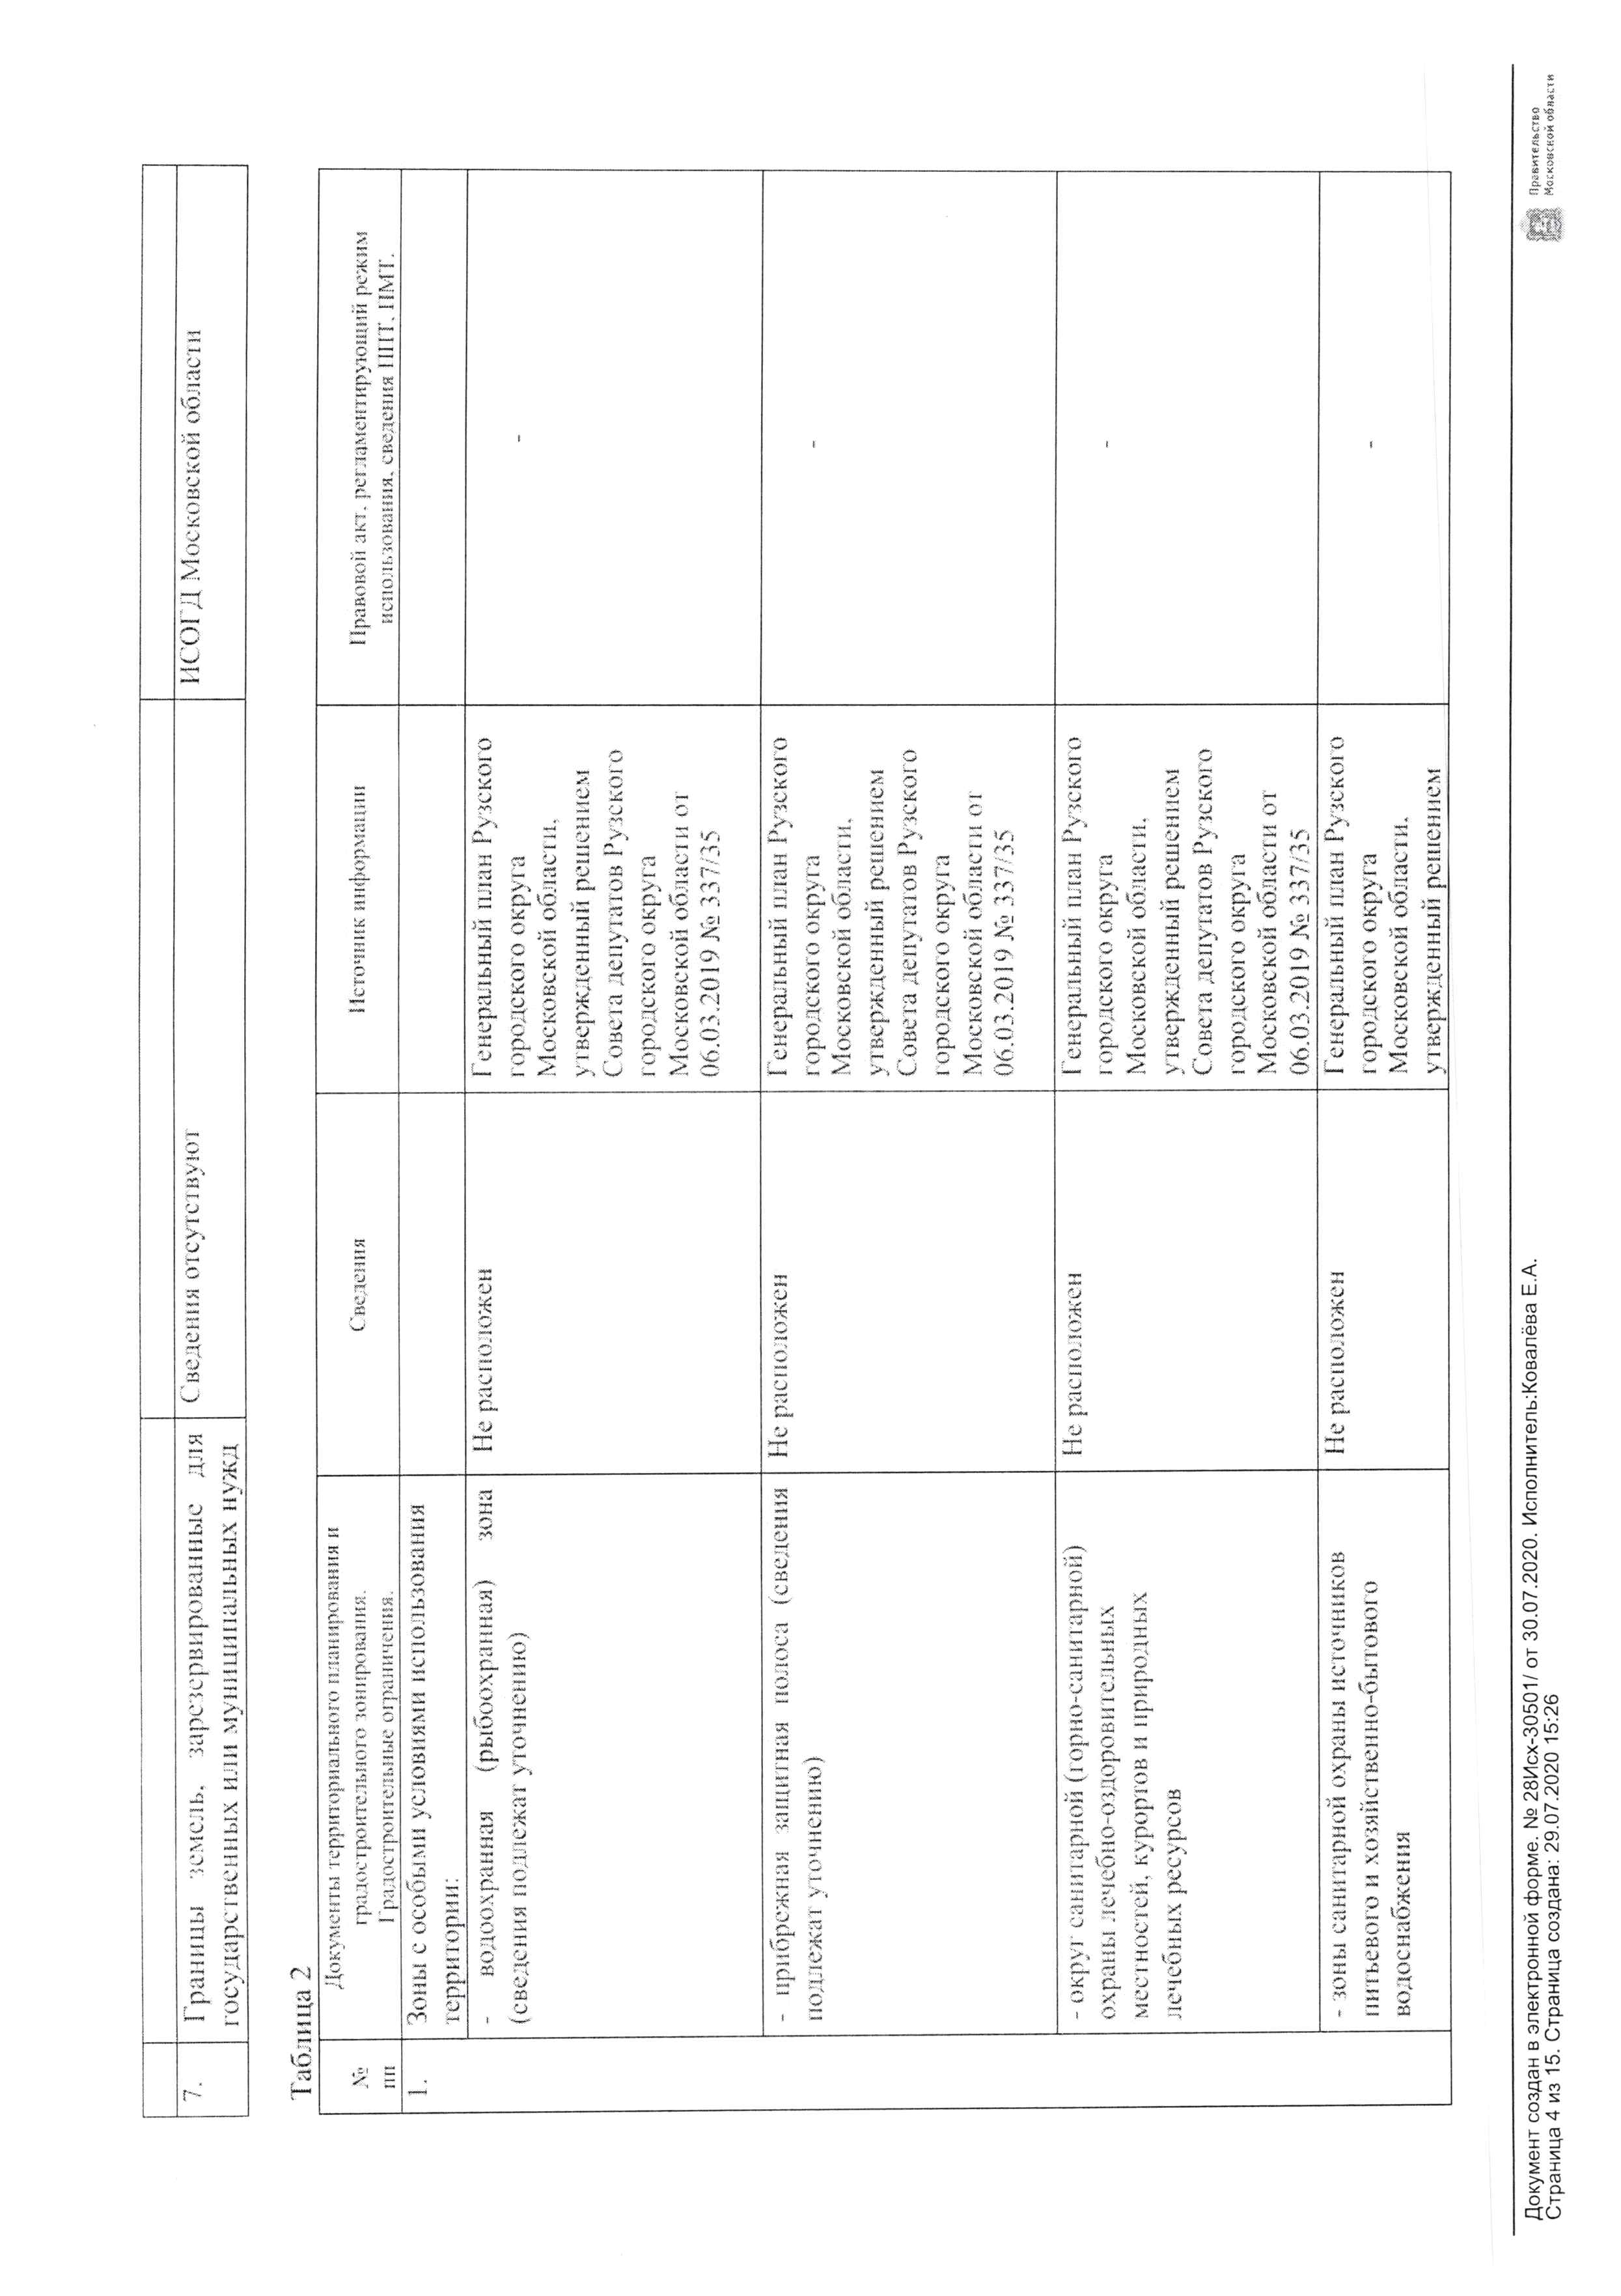 7.
Границы земель, зарезервированные для
государственных или муниципальных нужд
Сведения отсутствуют
ИСОГД Московской области
Таблица 2
№
пп
Документы территориального планирования и
градостроительного зонирования.
Градостроительные ограничения.
Сведения
Источник информации
Правовой акт, регламентирующий режим
использования, сведения ППТ, ПМТ.
1.
Зоны с особыми условиями использования
территории:
- водоохранная (рыбоохранная) зона
(сведения подлежат уточнению)
Не расположен
Генеральный план Рузского
городского округа
Московской области,
утвержденный решением
Совета депутатов Рузского
городского округа
Московской области от
06.03.2019 № 337/35
-
- прибрежная защитная полоса (сведения
подлежат уточнению)
Не расположен
Генеральный план Рузского
городского округа
Московской области,
утвержденный решением
Совета депутатов Рузского
городского округа
Московской области от
06.03.2019 № 337/35
-
- округ санитарной (горно-санитарной)
охраны лечебно-оздоровительных
местностей, курортов и природных
лечебных ресурсов
Не расположен
Генеральный план Рузского
городского округа
Московской области,
утвержденный решением
Совета депутатов Рузского
городского округа
Московской области от
06.03.2019 № 337/35
-
- зоны санитарной охраны источников
питьевого и хозяйственно-бытового
водоснабжения
Не расположен
Генеральный план Рузского
городского округа
Московской области,
утвержденный решением
-
Документ создан в электронной форме. № 28Исх-30501/ от 30.07.2020. Исполнитель:Ковалёва Е.А.
Страница 4 из 15. Страница создана: 29.07.2020 15:26
Правительство
Московской области